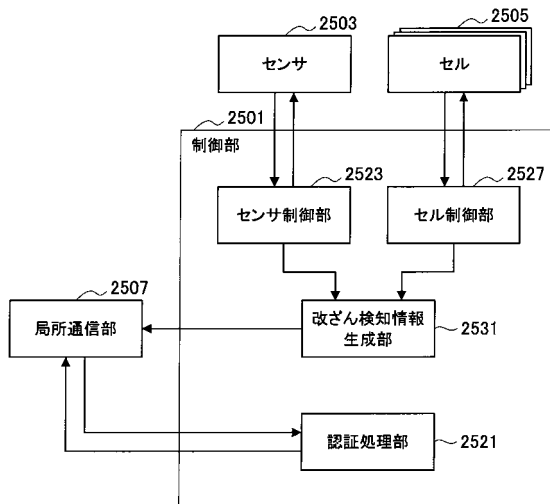 2503
2505
センサ
セル
2501
制御部
2523
2527
センサ制御部
セル制御部
2507
局所通信部
改ざん検知情報
生成部
2531
認証処理部
2521